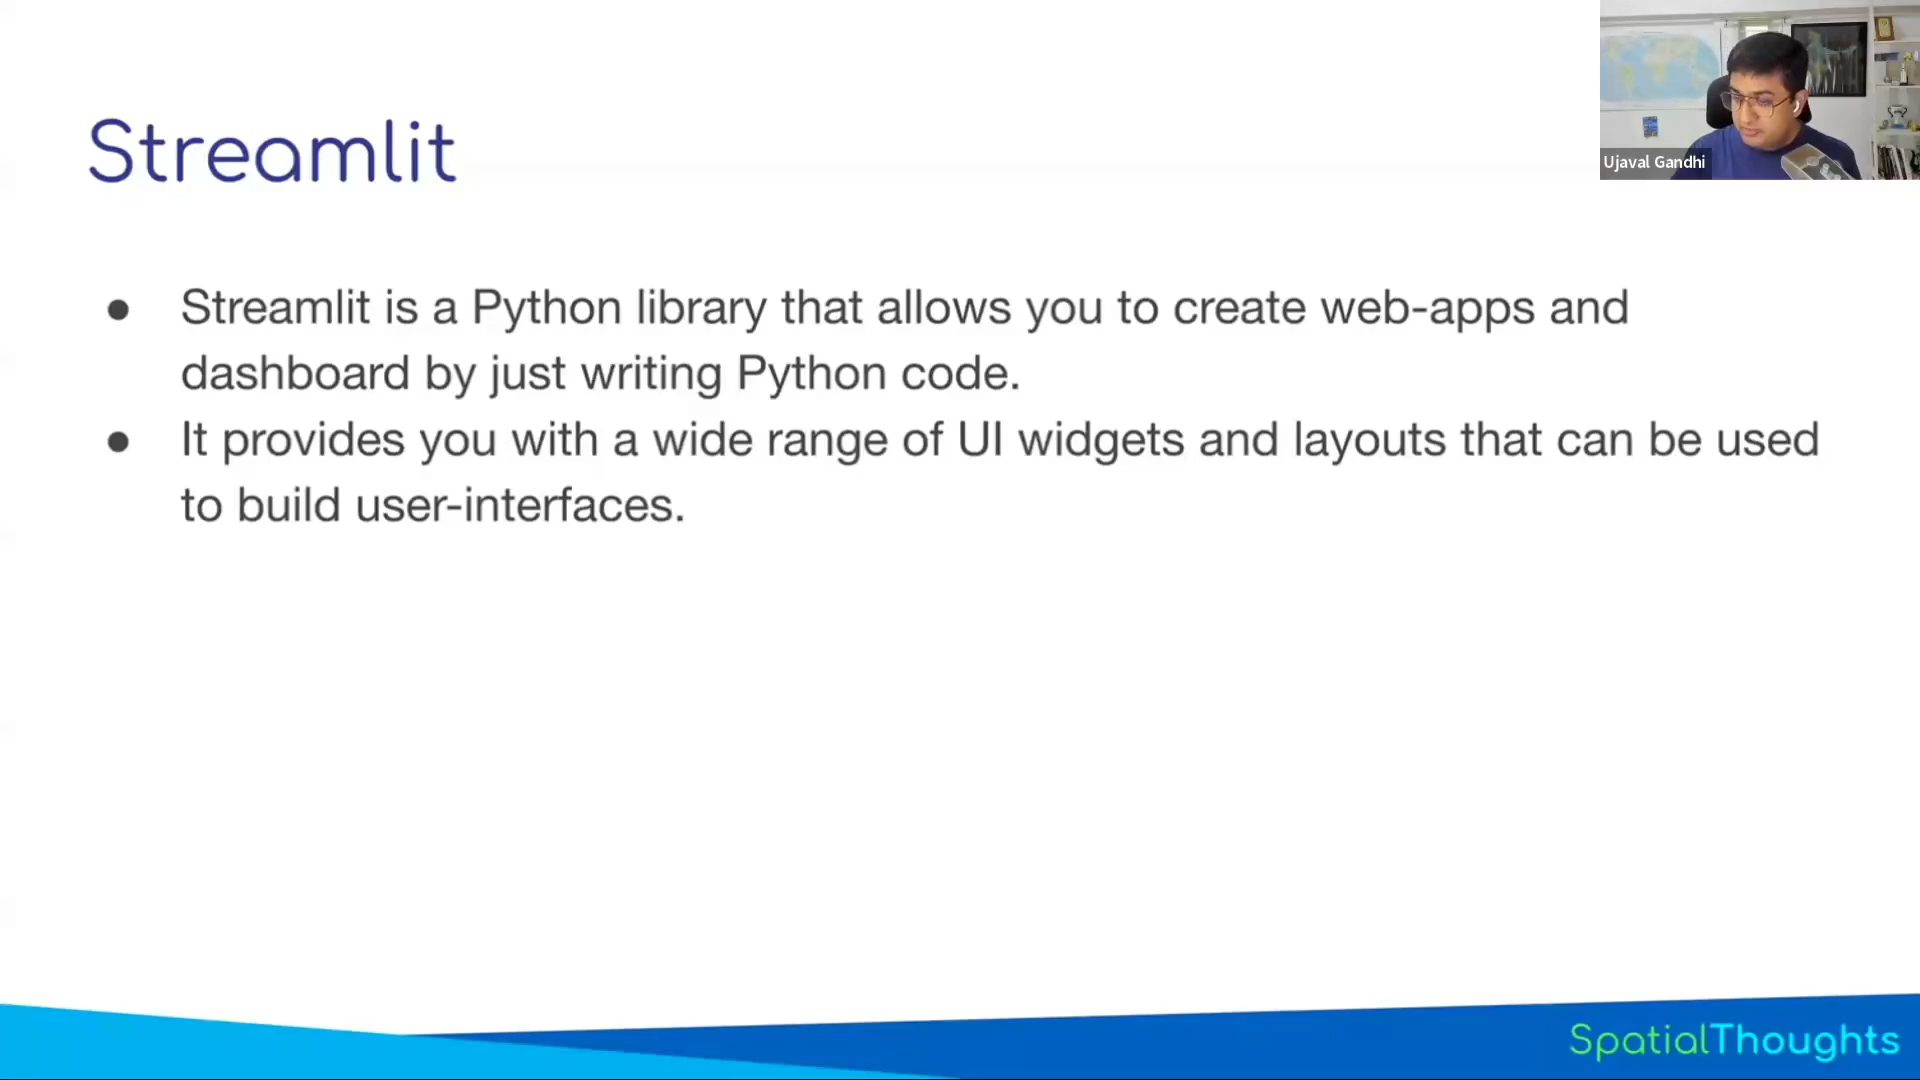 Streamlit
Ujaval Gandhi
● Streamlit is a Python library that allows you to create web-apps and
dashboard by just writing Python code.
● It provides you with a wide range of UI widgets and layouts that can be used
to build user-interfaces.
SpatialThoughts